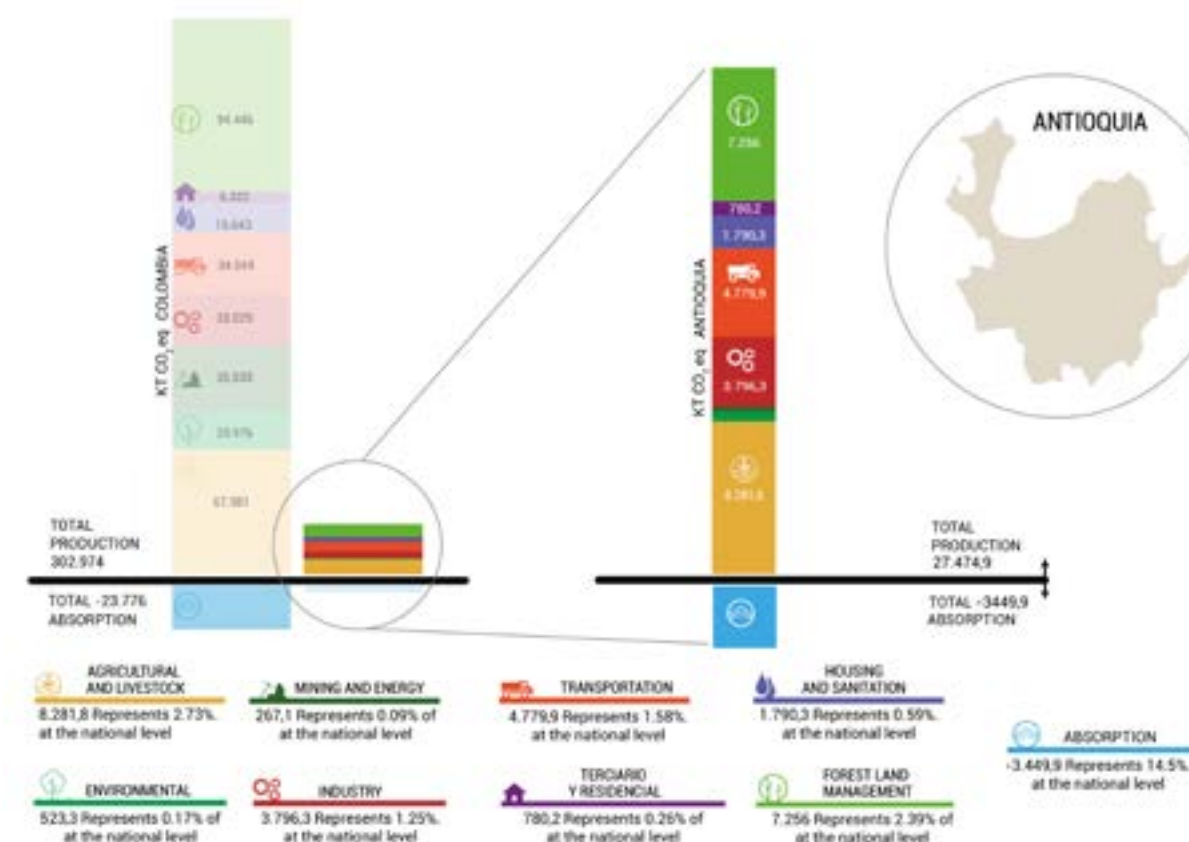 94.446
KT CO2 eq COLOMBIA
67.981
TOTAL
PRODUCTION
302.974
TOTAL -23.776
ABSORPTION
KT CO2 eq ANTIOQUIA
7.256
780,2
1.790,3
4.779,9
3.796,3
8.281,8
ANTIOQUIA
TOTAL
PRODUCTION
27.474,9
TOTAL -3449,9
ABSORPTION
AGRICULTURAL
AND LIVESTOCK
8.281,8 Represents 2.73%.
at the national level
MINING AND ENERGY
267,1 Represents 0.09% of
at the national level
TRANSPORTATION
4.779,9 Represents 1.58%.
at the national level
HOUSING
AND SANITATION
1.790,3 Represents 0.59%.
at the national level
ABSORPTION
-3.449,9 Represents 14.5%.
at the national level
ENVIRONMENTAL
523,3 Represents 0.17% of
at the national level
INDUSTRY
3.796,3 Represents 1.25%.
at the national level
TERCIARIO
Y RESIDENCIAL
780,2 Represents 0.26% of
at the national level
FOREST LAND
MANAGEMENT
7.256 Represents 2.39% of
at the national level